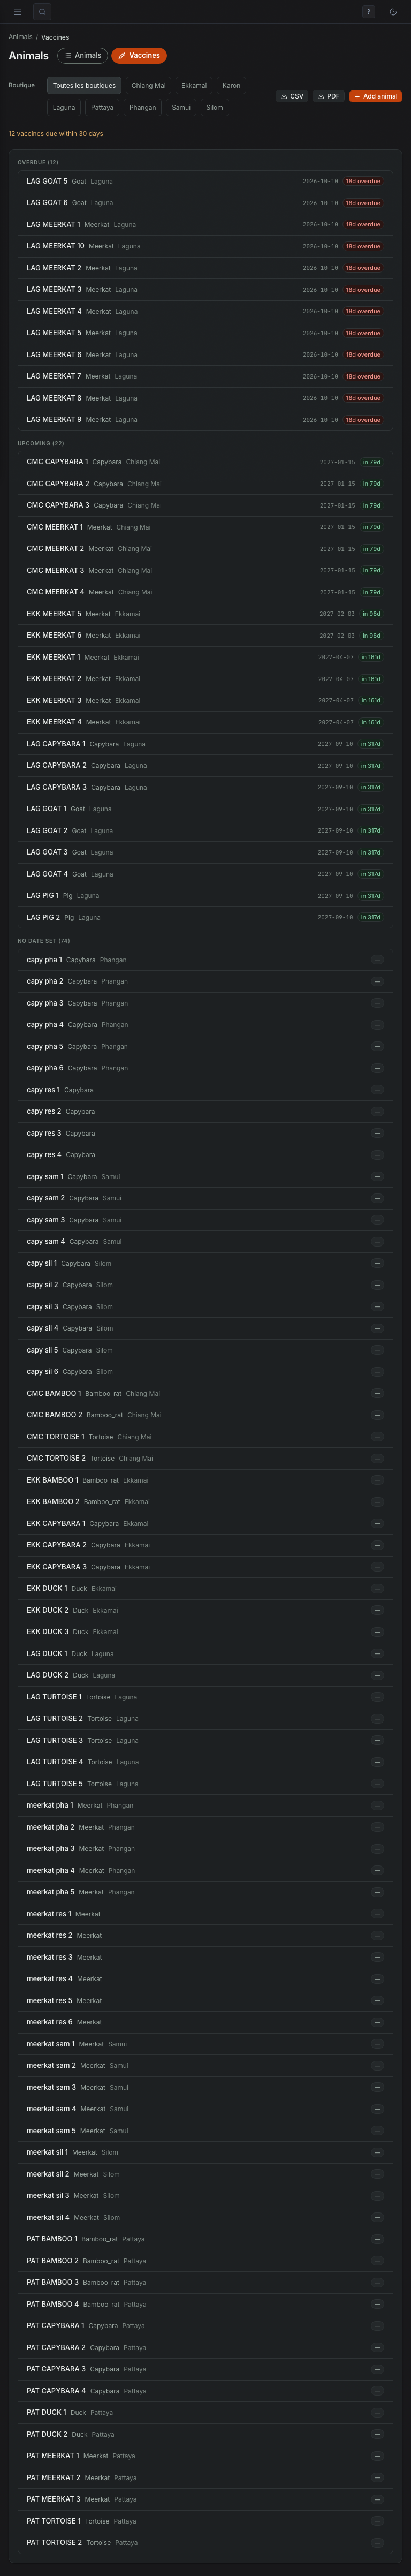 ?
Animals / Vaccines
Animals Animals Vaccines
Boutique Toutes les boutiques Chiang Mai Ekkamai Karon
Laguna Pattaya Phangan Samui Silom
CSV PDF + Add animal
12 vaccines due within 30 days
OVERDUE (12)
LAG GOAT 5 Goat Laguna 2026-10-10 18d overdue
LAG GOAT 6 Goat Laguna 2026-10-10 18d overdue
LAG MEERKAT 1 Meerkat Laguna 2026-10-10 18d overdue
LAG MEERKAT 10 Meerkat Laguna 2026-10-10 18d overdue
LAG MEERKAT 2 Meerkat Laguna 2026-10-10 18d overdue
LAG MEERKAT 3 Meerkat Laguna 2026-10-10 18d overdue
LAG MEERKAT 4 Meerkat Laguna 2026-10-10 18d overdue
LAG MEERKAT 5 Meerkat Laguna 2026-10-10 18d overdue
LAG MEERKAT 6 Meerkat Laguna 2026-10-10 18d overdue
LAG MEERKAT 7 Meerkat Laguna 2026-10-10 18d overdue
LAG MEERKAT 8 Meerkat Laguna 2026-10-10 18d overdue
LAG MEERKAT 9 Meerkat Laguna 2026-10-10 18d overdue
UPCOMING (22)
CMC CAPYBARA 1 Capybara Chiang Mai 2027-01-15 in 79d
CMC CAPYBARA 2 Capybara Chiang Mai 2027-01-15 in 79d
CMC CAPYBARA 3 Capybara Chiang Mai 2027-01-15 in 79d
CMC MEERKAT 1 Meerkat Chiang Mai 2027-01-15 in 79d
CMC MEERKAT 2 Meerkat Chiang Mai 2027-01-15 in 79d
CMC MEERKAT 3 Meerkat Chiang Mai 2027-01-15 in 79d
CMC MEERKAT 4 Meerkat Chiang Mai 2027-01-15 in 79d
EKK MEERKAT 5 Meerkat Ekkamai 2027-02-03 in 98d
EKK MEERKAT 6 Meerkat Ekkamai 2027-02-03 in 98d
EKK MEERKAT 1 Meerkat Ekkamai 2027-04-07 in 161d
EKK MEERKAT 2 Meerkat Ekkamai 2027-04-07 in 161d
EKK MEERKAT 3 Meerkat Ekkamai 2027-04-07 in 161d
EKK MEERKAT 4 Meerkat Ekkamai 2027-04-07 in 161d
LAG CAPYBARA 1 Capybara Laguna 2027-09-10 in 317d
LAG CAPYBARA 2 Capybara Laguna 2027-09-10 in 317d
LAG CAPYBARA 3 Capybara Laguna 2027-09-10 in 317d
LAG GOAT 1 Goat Laguna 2027-09-10 in 317d
LAG GOAT 2 Goat Laguna 2027-09-10 in 317d
LAG GOAT 3 Goat Laguna 2027-09-10 in 317d
LAG GOAT 4 Goat Laguna 2027-09-10 in 317d
LAG PIG 1 Pig Laguna 2027-09-10 in 317d
LAG PIG 2 Pig Laguna 2027-09-10 in 317d
NO DATE SET (74)
capy pha 1 Capybara Phangan —
capy pha 2 Capybara Phangan —
capy pha 3 Capybara Phangan —
capy pha 4 Capybara Phangan —
capy pha 5 Capybara Phangan —
capy pha 6 Capybara Phangan —
capy res 1 Capybara —
capy res 2 Capybara —
capy res 3 Capybara —
capy res 4 Capybara —
capy sam 1 Capybara Samui —
capy sam 2 Capybara Samui —
capy sam 3 Capybara Samui —
capy sam 4 Capybara Samui —
capy sil 1 Capybara Silom —
capy sil 2 Capybara Silom —
capy sil 3 Capybara Silom —
capy sil 4 Capybara Silom —
capy sil 5 Capybara Silom —
capy sil 6 Capybara Silom —
CMC BAMBOO 1 Bamboo_rat Chiang Mai —
CMC BAMBOO 2 Bamboo_rat Chiang Mai —
CMC TORTOISE 1 Tortoise Chiang Mai —
CMC TORTOISE 2 Tortoise Chiang Mai —
EKK BAMBOO 1 Bamboo_rat Ekkamai —
EKK BAMBOO 2 Bamboo_rat Ekkamai —
EKK CAPYBARA 1 Capybara Ekkamai —
EKK CAPYBARA 2 Capybara Ekkamai —
EKK CAPYBARA 3 Capybara Ekkamai —
EKK DUCK 1 Duck Ekkamai —
EKK DUCK 2 Duck Ekkamai —
EKK DUCK 3 Duck Ekkamai —
LAG DUCK 1 Duck Laguna —
LAG DUCK 2 Duck Laguna —
LAG TURTOISE 1 Tortoise Laguna —
LAG TURTOISE 2 Tortoise Laguna —
LAG TURTOISE 3 Tortoise Laguna —
LAG TURTOISE 4 Tortoise Laguna —
LAG TURTOISE 5 Tortoise Laguna —
meerkat pha 1 Meerkat Phangan —
meerkat pha 2 Meerkat Phangan —
meerkat pha 3 Meerkat Phangan —
meerkat pha 4 Meerkat Phangan —
meerkat pha 5 Meerkat Phangan —
meerkat res 1 Meerkat —
meerkat res 2 Meerkat —
meerkat res 3 Meerkat —
meerkat res 4 Meerkat —
meerkat res 5 Meerkat —
meerkat res 6 Meerkat —
meerkat sam 1 Meerkat Samui —
meerkat sam 2 Meerkat Samui —
meerkat sam 3 Meerkat Samui —
meerkat sam 4 Meerkat Samui —
meerkat sam 5 Meerkat Samui —
meerkat sil 1 Meerkat Silom —
meerkat sil 2 Meerkat Silom —
meerkat sil 3 Meerkat Silom —
meerkat sil 4 Meerkat Silom —
PAT BAMBOO 1 Bamboo_rat Pattaya —
PAT BAMBOO 2 Bamboo_rat Pattaya —
PAT BAMBOO 3 Bamboo_rat Pattaya —
PAT BAMBOO 4 Bamboo_rat Pattaya —
PAT CAPYBARA 1 Capybara Pattaya —
PAT CAPYBARA 2 Capybara Pattaya —
PAT CAPYBARA 3 Capybara Pattaya —
PAT CAPYBARA 4 Capybara Pattaya —
PAT DUCK 1 Duck Pattaya —
PAT DUCK 2 Duck Pattaya —
PAT MEERKAT 1 Meerkat Pattaya —
PAT MEERKAT 2 Meerkat Pattaya —
PAT MEERKAT 3 Meerkat Pattaya —
PAT TORTOISE 1 Tortoise Pattaya —
PAT TORTOISE 2 Tortoise Pattaya —